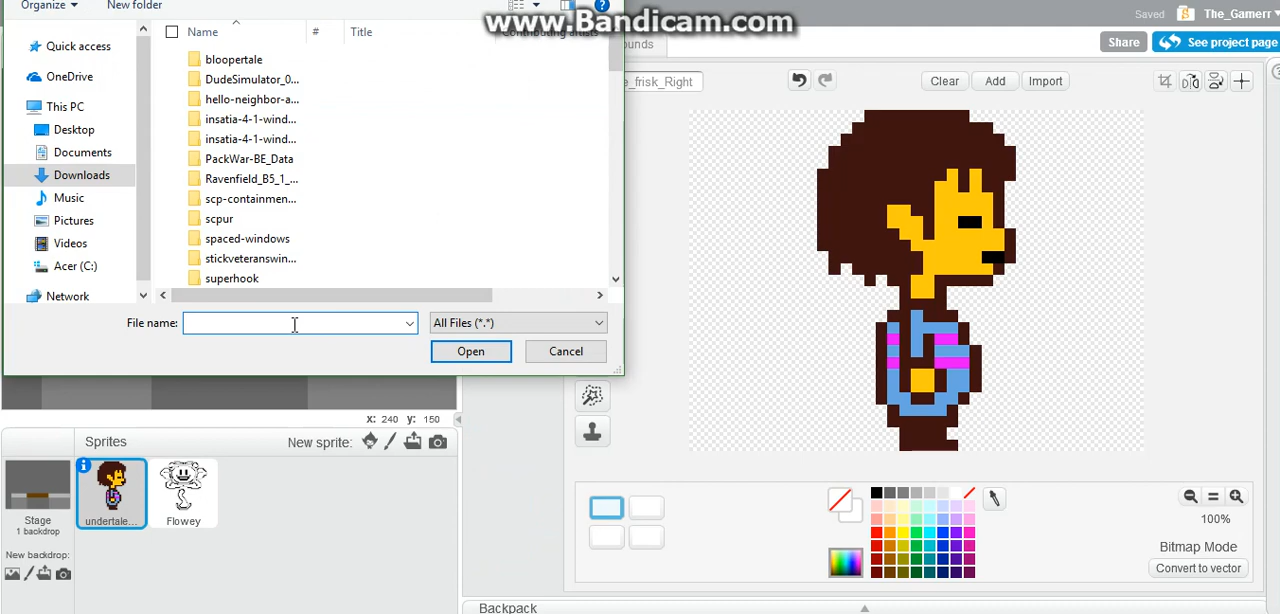 Organize
New folder
www.Bandicam.com
Saved
The_Gamerr
Share
See project page
Name
#
Title
Contributing artists
ounds
Quick access
OneDrive
This PC
Desktop
Documents
Downloads
Music
Pictures
Videos
Acer (C:)
Network
bloopertale
DudeSimulator_0...
hello-neighbor-a...
insatia-4-1-wind...
insatia-4-1-wind...
PackWar-BE_Data
Ravenfield_B5_1_...
scp-containmen...
scpur
spaced-windows
stickveteranswin...
superhook
e_frisk_Right
Clear
Add
Import
File name:
All Files (*.*)
Open
Cancel
x: 240 y: 150
Sprites
New sprite:
Stage
1 backdrop
New backdrop:
undertale...
Flowey
100%
Bitmap Mode
Convert to vector
Backpack